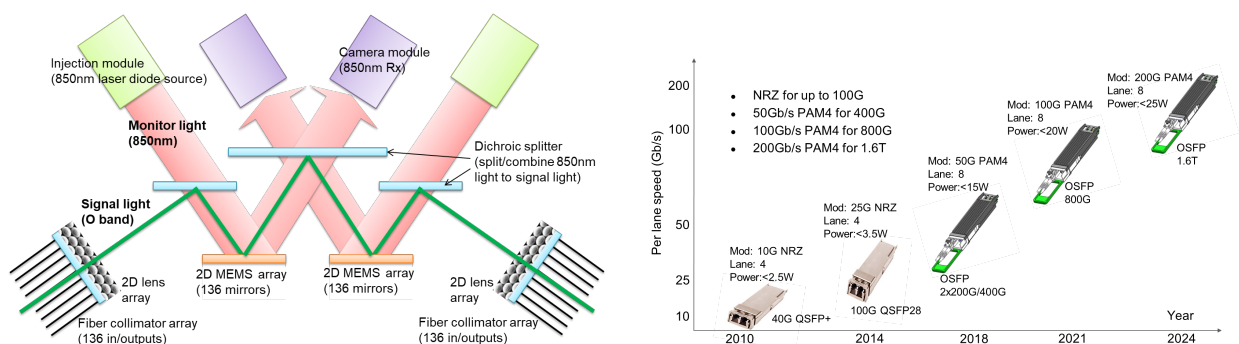 Injection module
(850nm laser diode source)
Camera module
(850nm Rx)
Monitor light
(850nm)
Dichroic splitter
(split/combine 850nm
light to signal light)
Signal light
(O band)
2D MEMS array
(136 mirrors)
2D MEMS array
(136 mirrors)
2D lens
array
2D lens
array
Fiber collimator array
(136 in/outputs)
Fiber collimator array
(136 in/outputs)
Per lane speed (Gb/s)
200
100
50
25
10
• NRZ for up to 100G
• 50Gb/s PAM4 for 400G
• 100Gb/s PAM4 for 800G
• 200Gb/s PAM4 for 1.6T
Mod: 10G NRZ
Lane: 4
Power:<2.5W
40G QSFP+
Mod: 25G NRZ
Lane: 4
Power:<3.5W
100G QSFP28
Mod: 50G PAM4
Lane: 8
Power:<15W
OSFP
2x200G/400G
Mod: 100G PAM4
Lane: 8
Power:<20W
OSFP
800G
Mod: 200G PAM4
Lane: 8
Power:<25W
OSFP
1.6T
Year
2010
2014
2018
2021
2024